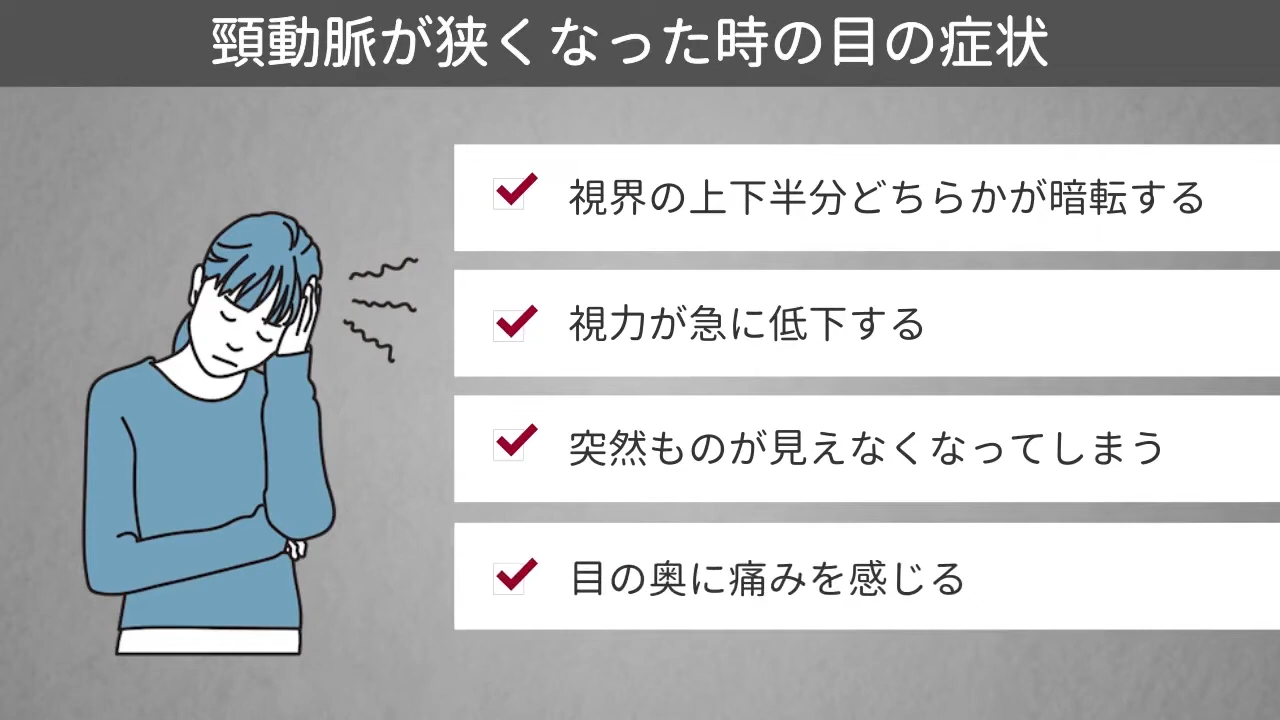 頸動脈が狭くなった時の目の症状
視界の上下半分どちらかが暗転する
視力が急に低下する
突然ものが見えなくなってしまう
目の奥に痛みを感じる